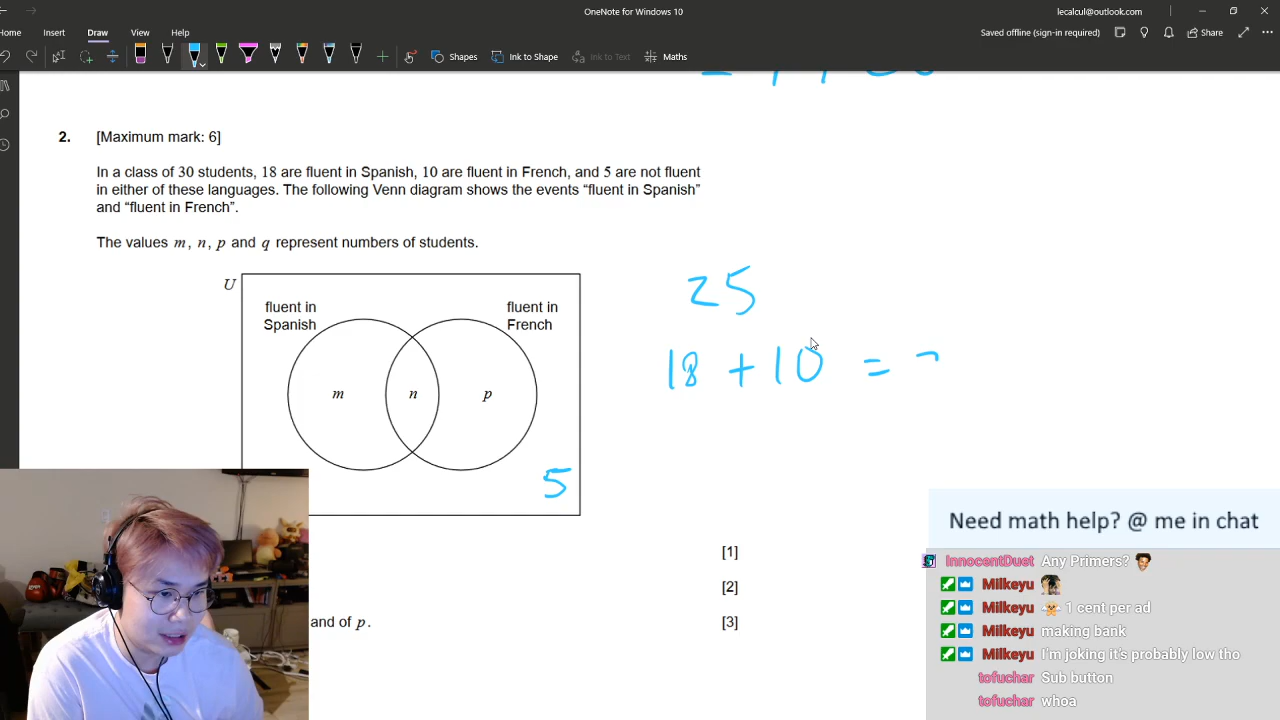 OneNote for Windows 10
lecalcul@outlook.com
Home Insert Draw View Help
Saved offline (sign-in required)
Share
Shapes
Ink to Shape
Ink to Text
Maths
2. [Maximum mark: 6]
In a class of 30 students, 18 are fluent in Spanish, 10 are fluent in French, and 5 are not fluent
in either of these languages. The following Venn diagram shows the events “fluent in Spanish”
and “fluent in French”.
The values m, n, p and q represent numbers of students.
U
fluent in
Spanish
fluent in
French
m n p
5
25
18 + 10 =
[1]
[2]
and of p. [3]
Need math help? @ me in chat
InnocentDuet Any Primers?
Milkeyu
Milkeyu 1 cent per ad
Milkeyu making bank
Milkeyu I'm joking it's probably low tho
tofuchar Sub button
tofuchar whoa